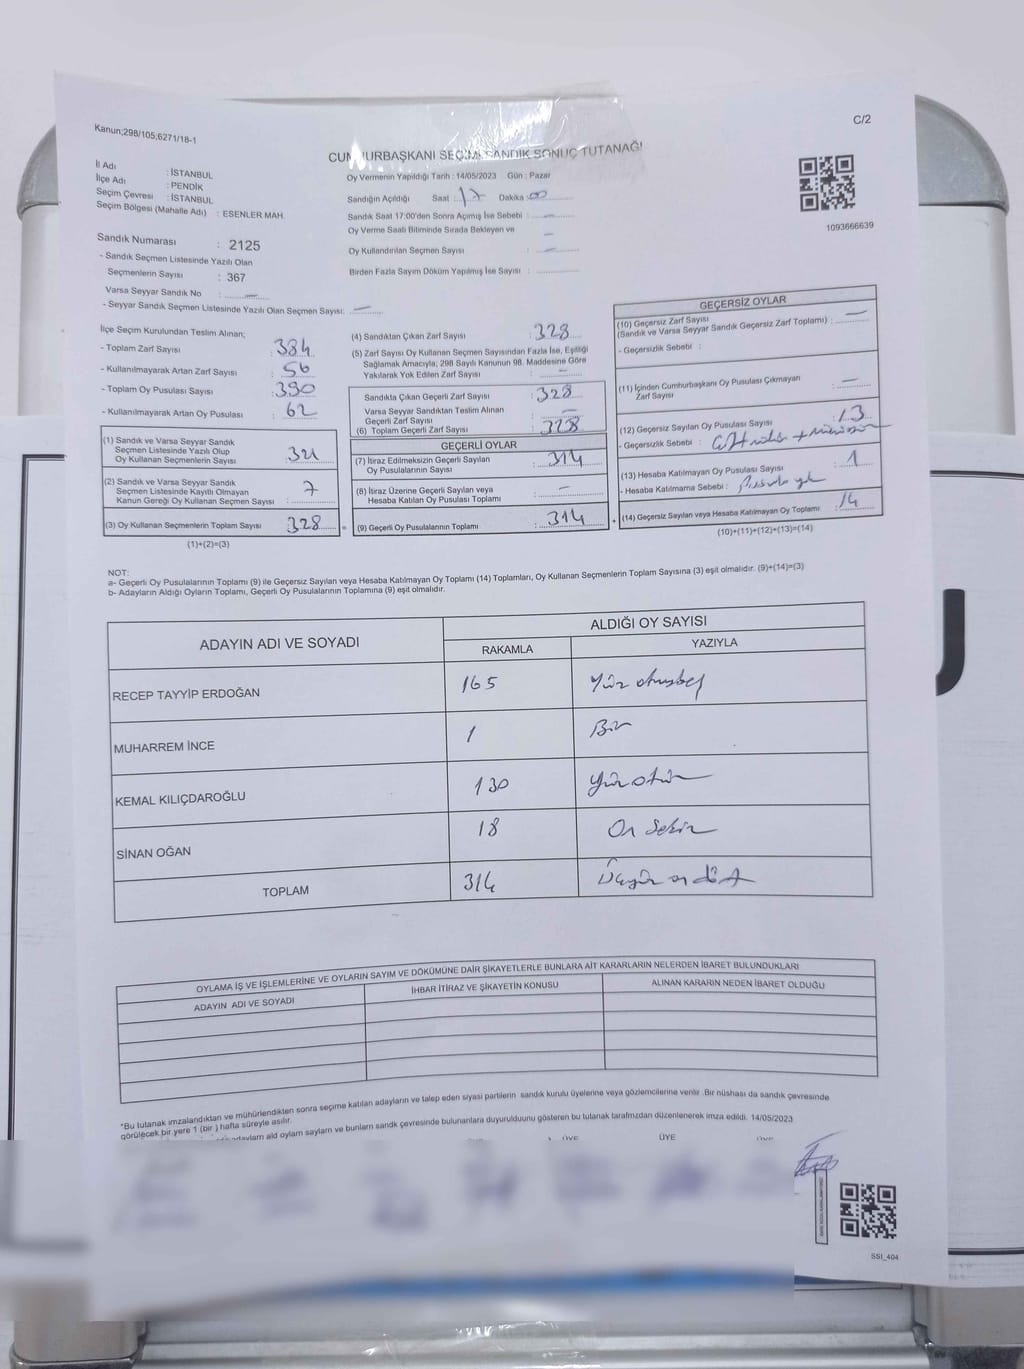 Kanun;298/105;6271/18-1
C/2
CUMHURBAŞKANI SEÇİMİ SANDIK SONUÇ TUTANAĞI
İl Adı : İSTANBUL
İlçe Adı : PENDİK
Seçim Çevresi : İSTANBUL
Seçim Bölgesi (Mahalle Adı) : ESENLER MAH.
Oy Vermenin Yapıldığı Tarih : 14/05/2023 Gün : Pazar
Sandığın Açıldığı Saat : 17 Dakika : 00
Sandık Saat 17:00'den Sonra Açımış İse Sebebi : —
Oy Verme Saati Bitiminde Sırada Bekleyen ve —
Oy Kullandırılan Seçmen Sayısı : —
Birden Fazla Sayım Döküm Yapılmış İse Sayısı :
1093666639
Sandık Numarası : 2125
- Sandık Seçmen Listesinde Yazılı Olan
Seçmenlerin Sayısı : 367
Varsa Seyyar Sandık No : —
- Seyyar Sandık Seçmen Listesinde Yazılı Olan Seçmen Sayısı: —
İlçe Seçim Kurulundan Teslim Alınan;
- Toplam Zarf Sayısı : 384
- Kullanılmayarak Artan Zarf Sayısı : 56
- Toplam Oy Pusulası Sayısı : 390
- Kullanılmayarak Artan Oy Pusulası : 62
(1) Sandık ve Varsa Seyyar Sandık
Seçmen Listesinde Yazılı Olup
Oy Kullanan Seçmenlerin Sayısı : 321
(2) Sandık ve Varsa Seyyar Sandık
Seçmen Listesinde Kayıtlı Olmayan
Kanun Gereği Oy Kullanan Seçmen Sayısı : 7
(3) Oy Kullanan Seçmenlerin Toplam Sayısı : 328
(1)+(2)=(3)
(4) Sandıktan Çıkan Zarf Sayısı : 328
(5) Zarf Sayısı Oy Kullanan Seçmen Sayısından Fazla İse, Eşitliği
Sağlamak Amacıyla, 298 Sayılı Kanunun 98. Maddesine Göre
Yakılarak Yok Edilen Zarf Sayısı : —
Sandıkta Çıkan Geçerli Zarf Sayısı : 328
Varsa Seyyar Sandıktan Teslim Alınan
Geçerli Zarf Sayısı : —
(6) Toplam Geçerli Zarf Sayısı : 328
GEÇERLİ OYLAR
(7) İtiraz Edilmeksizin Geçerli Sayılan
Oy Pusulalarının Sayısı : 314
(8) İtiraz Üzerine Geçerli Sayılan veya
Hesaba Katılan Oy Pusulası Toplamı : —
= (9) Geçerli Oy Pusulalarının Toplamı : 314
GEÇERSİZ OYLAR
(10) Geçersiz Zarf Sayısı
(Sandık ve Varsa Seyyar Sandık Geçersiz Zarf Toplamı) : —
- Geçersizlik Sebebi :
(11) İçinden Cumhurbaşkanı Oy Pusulası Çıkmayan
Zarf Sayısı : —
(12) Geçersiz Sayılan Oy Pusulası Sayısı : 13
- Geçersizlik Sebebi :
(13) Hesaba Katılmayan Oy Pusulası Sayısı : 1
- Hesaba Katılmama Sebebi :
+ (14) Geçersiz Sayılan veya Hesaba Katılmayan Oy Toplamı : 14
(10)+(11)+(12)+(13)=(14)
NOT:
a- Geçerli Oy Pusulalarının Toplamı (9) ile Geçersiz Sayılan veya Hesaba Katılmayan Oy Toplamı (14) Toplamları, Oy Kullanan Seçmenlerin Toplam Sayısına (3) eşit olmalıdır. (9)+(14)=(3)
b- Adayların Aldığı Oyların Toplamı, Geçerli Oy Pusulalarının Toplamına (9) eşit olmalıdır.
ADAYIN ADI VE SOYADI
ALDIĞI OY SAYISI
RAKAMLA YAZIYLA
RECEP TAYYİP ERDOĞAN 165 Yüz altmışbeş
MUHARREM İNCE 1 Bir
KEMAL KILIÇDAROĞLU 130 Yüz otuz
SİNAN OĞAN 18 On Sekiz
TOPLAM 314 Üçyüz on dört
OYLAMA İŞ VE İŞLEMLERİNE VE OYLARIN SAYIM VE DÖKÜMÜNE DAİR ŞİKAYETLERLE BUNLARA AİT KARARLARIN NELERDEN İBARET BULUNDUKLARI
ADAYIN ADI VE SOYADI İHBAR İTİRAZ VE ŞİKAYETİN KONUSU ALINAN KARARIN NEDEN İBARET OLDUĞU
*Bu tutanak imzalandıktan ve mühürlendikten sonra seçime katılan adayların ve talep eden siyasi partilerin sandık kurulu üyelerine veya gözlemcilerine verilir .Bir nüshası da sandık çevresinde
görülecek bir yere 1 (bir ) hafta süreyle asılır.
adayların ald oyların sayların ve bunların sandk çevresinde bulunanlara duyurulduunu gösteren bu tutanak tarafmzdan düzenlenerek imza edildi. 14/05/2023
ÜYE ÜYE ÜYE
SSI_404